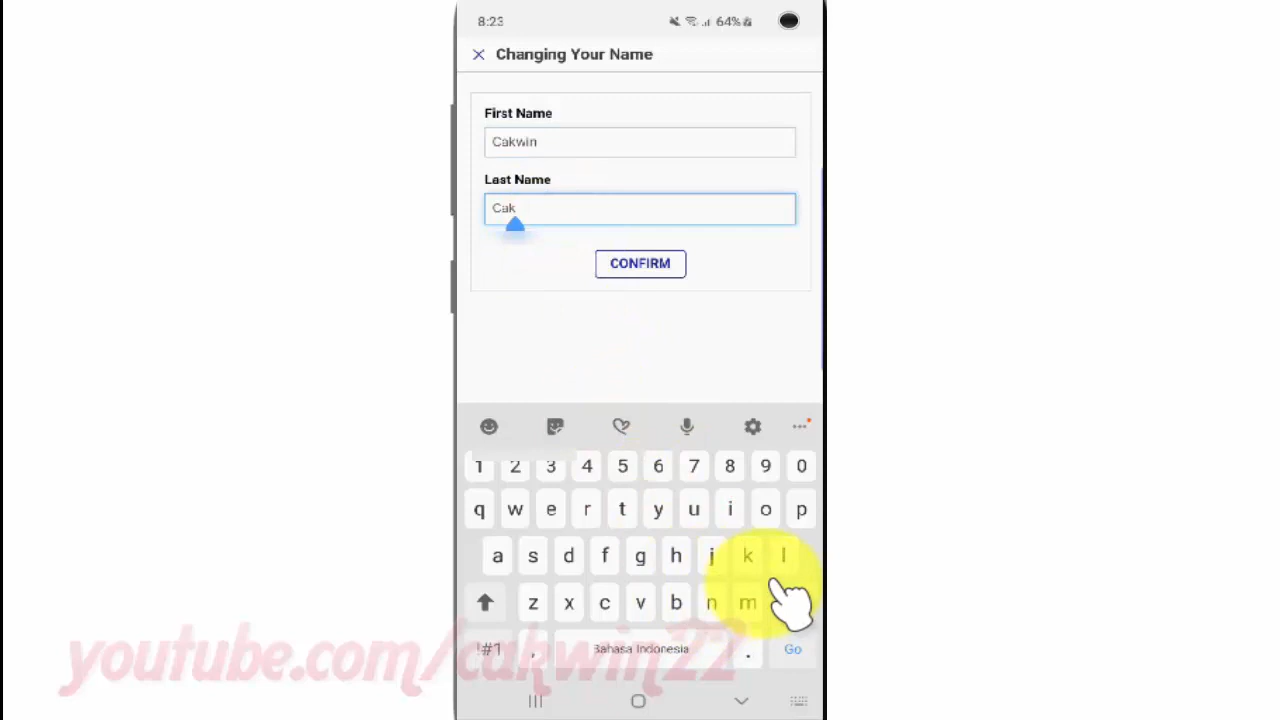 8:23
64%
Changing Your Name
First Name
Cakwin
Last Name
Cak
CONFIRM
1 2 3 4 5 6 7 8 9 0
q w e r t y u i o p
a s d f g h j k l
z x c v b n m
!#1 , Bahasa Indonesia . Go
youtube.com/cakwin22